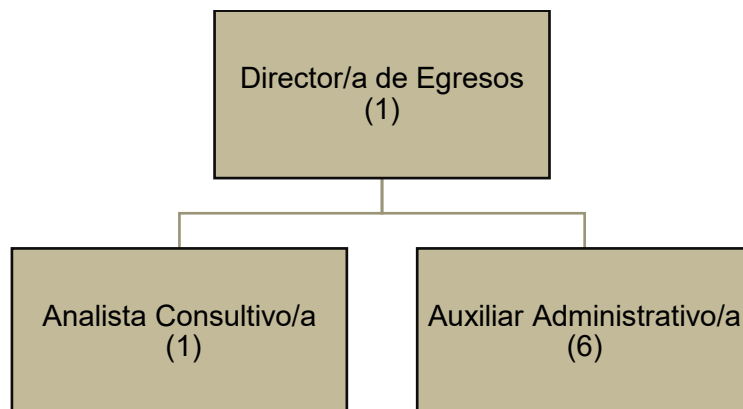 Director/a de Egresos
(1)
Analista Consultivo/a
(1)
Auxiliar Administrativo/a
(6)